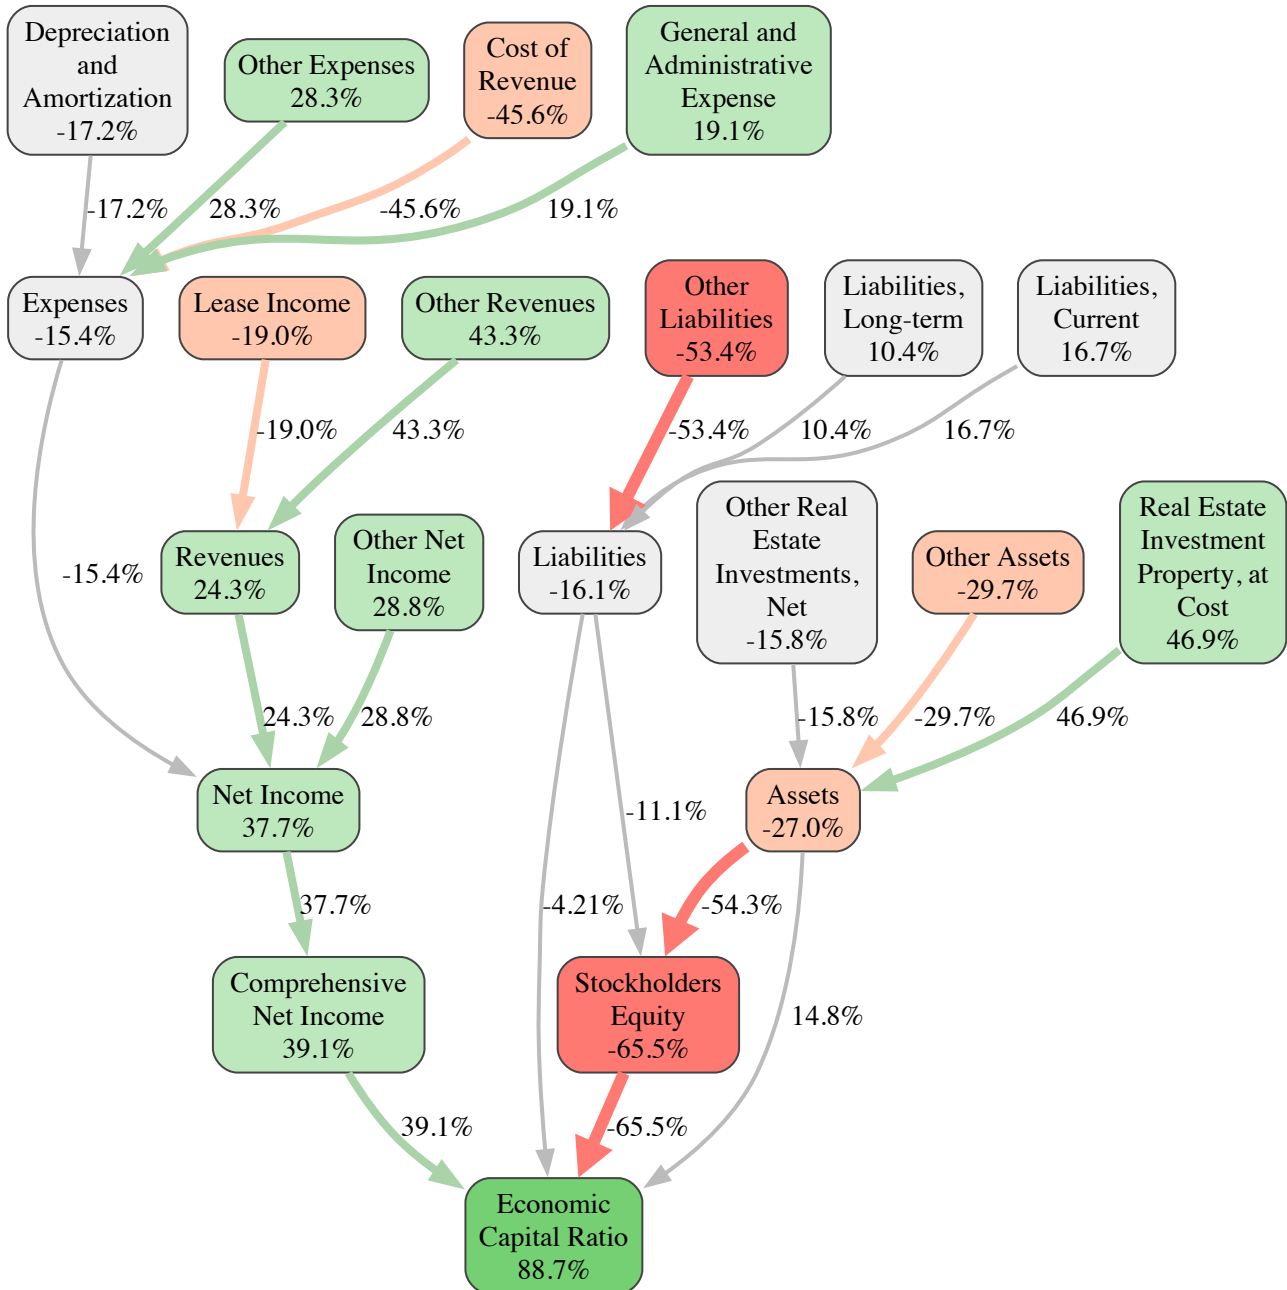 Depreciation
and
Amortization
-17.2%
Other Expenses
28.3%
Cost of
Revenue
-45.6%
General and
Administrative
Expense
19.1%
-17.2%
28.3%
-45.6%
19.1%
Expenses
-15.4%
Lease Income
-19.0%
Other Revenues
43.3%
Other
Liabilities
-53.4%
Liabilities,
Long-term
10.4%
Liabilities,
Current
16.7%
-19.0%
43.3%
-53.4%
10.4%
16.7%
-15.4%
Revenues
24.3%
Other Net
Income
28.8%
Liabilities
-16.1%
Other Real
Estate
Investments,
Net
-15.8%
Other Assets
-29.7%
Real Estate
Investment
Property, at
Cost
46.9%
24.3%
28.8%
-15.8%
-29.7%
46.9%
Net Income
37.7%
-11.1%
Assets
-27.0%
37.7%
-4.21%
-54.3%
Comprehensive
Net Income
39.1%
Stockholders
Equity
-65.5%
14.8%
39.1%
-65.5%
Economic
Capital Ratio
88.7%